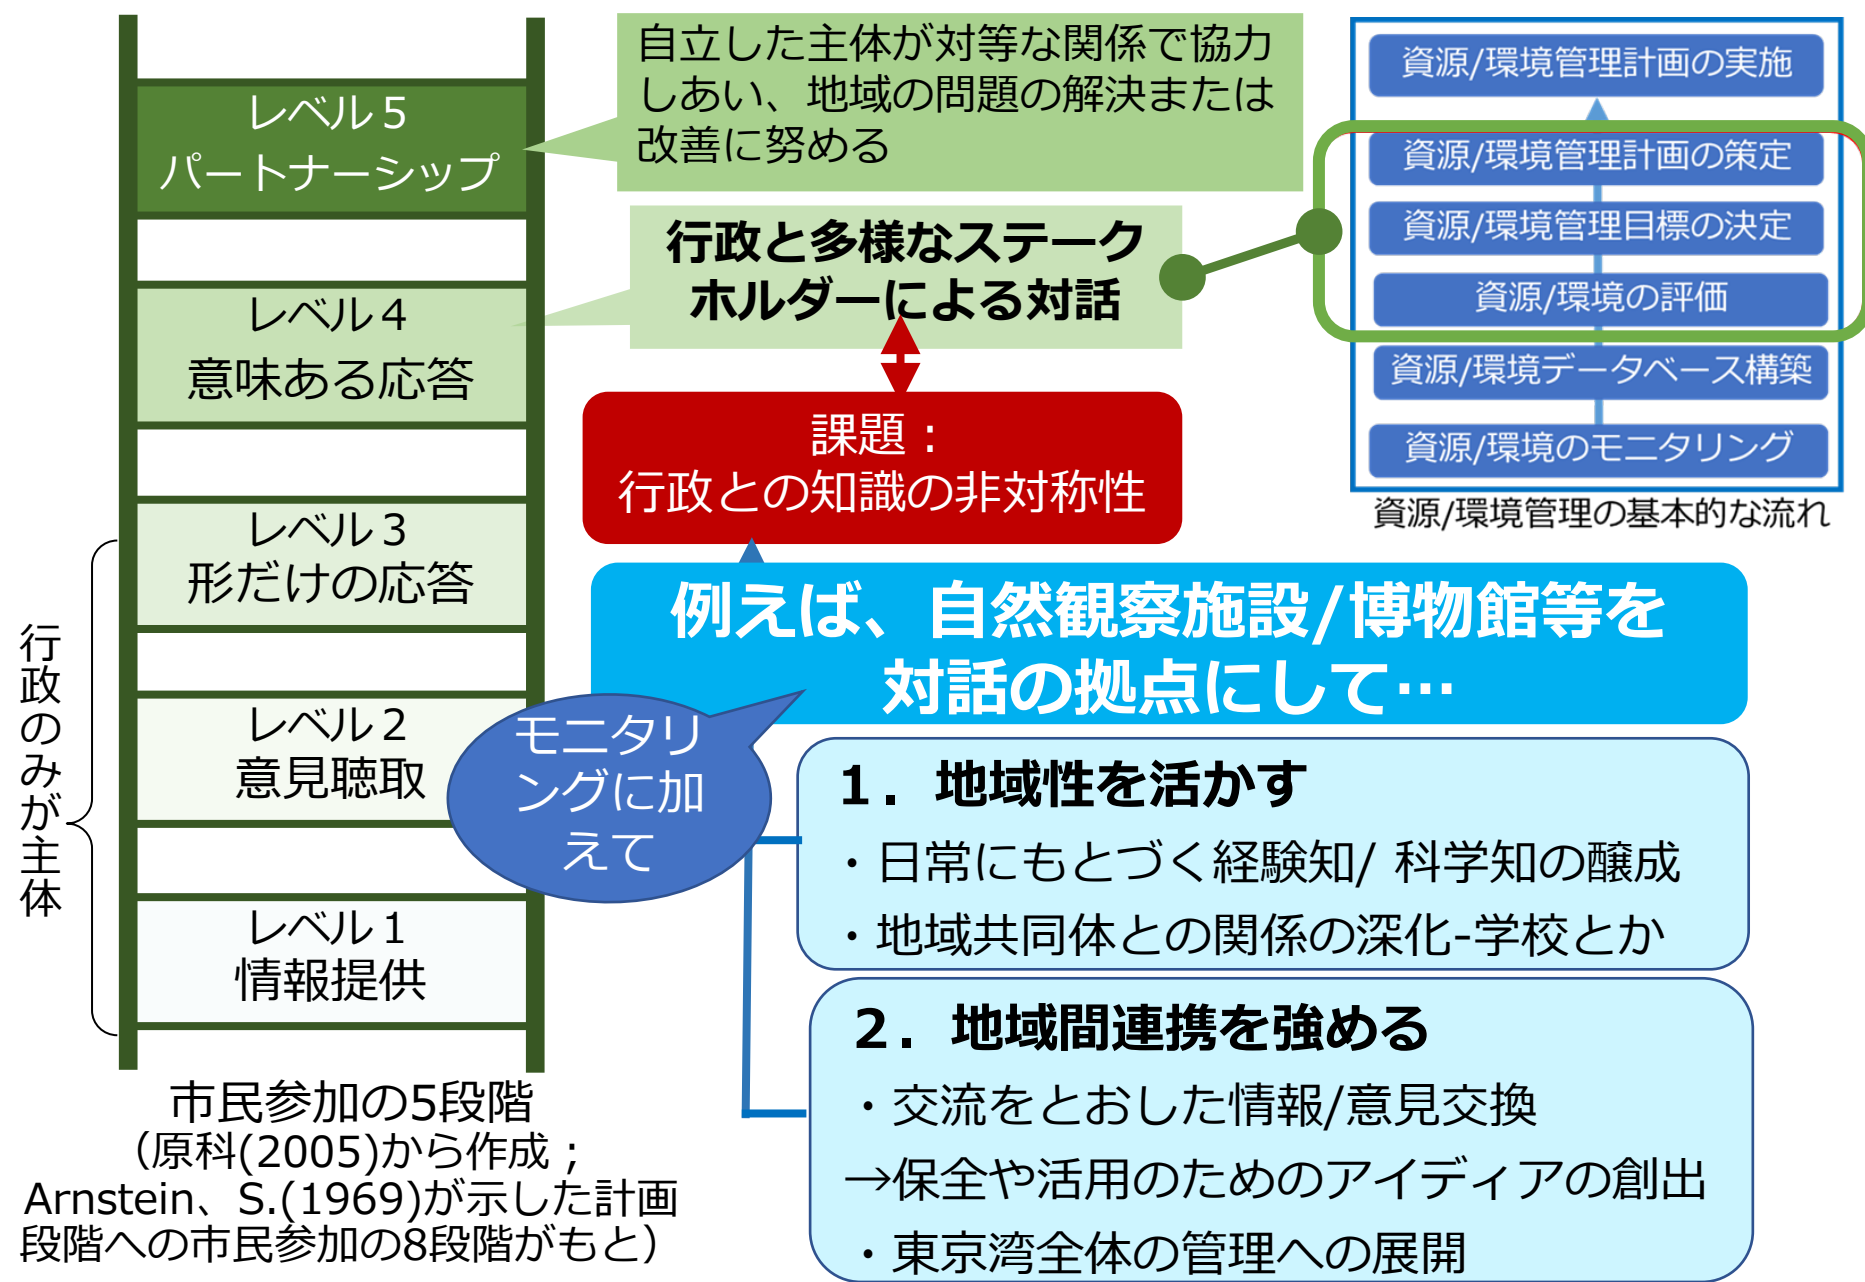 レベル５
パートナーシップ
レベル４
意味ある応答
レベル３
形だけの応答
レベル２
意見聴取
レベル１
情報提供
行政のみが主体
市民参加の5段階
（原科(2005)から作成；
Arnstein、S.(1969)が示した計画
段階への市民参加の8段階がもと）
自立した主体が対等な関係で協力
しあい、地域の問題の解決または
改善に努める
行政と多様なステーク
ホルダーによる対話
課題：
行政との知識の非対称性
資源/環境管理計画の実施
資源/環境管理計画の策定
資源/環境管理目標の決定
資源/環境の評価
資源/環境データベース構築
資源/環境のモニタリング
資源/環境管理の基本的な流れ
例えば、自然観察施設/博物館等を
対話の拠点にして…
モニタリ
ングに加
えて
１．地域性を活かす
・日常にもとづく経験知/ 科学知の醸成
・地域共同体との関係の深化-学校とか
２．地域間連携を強める
・交流をとおした情報/意見交換
→保全や活用のためのアイディアの創出
・東京湾全体の管理への展開